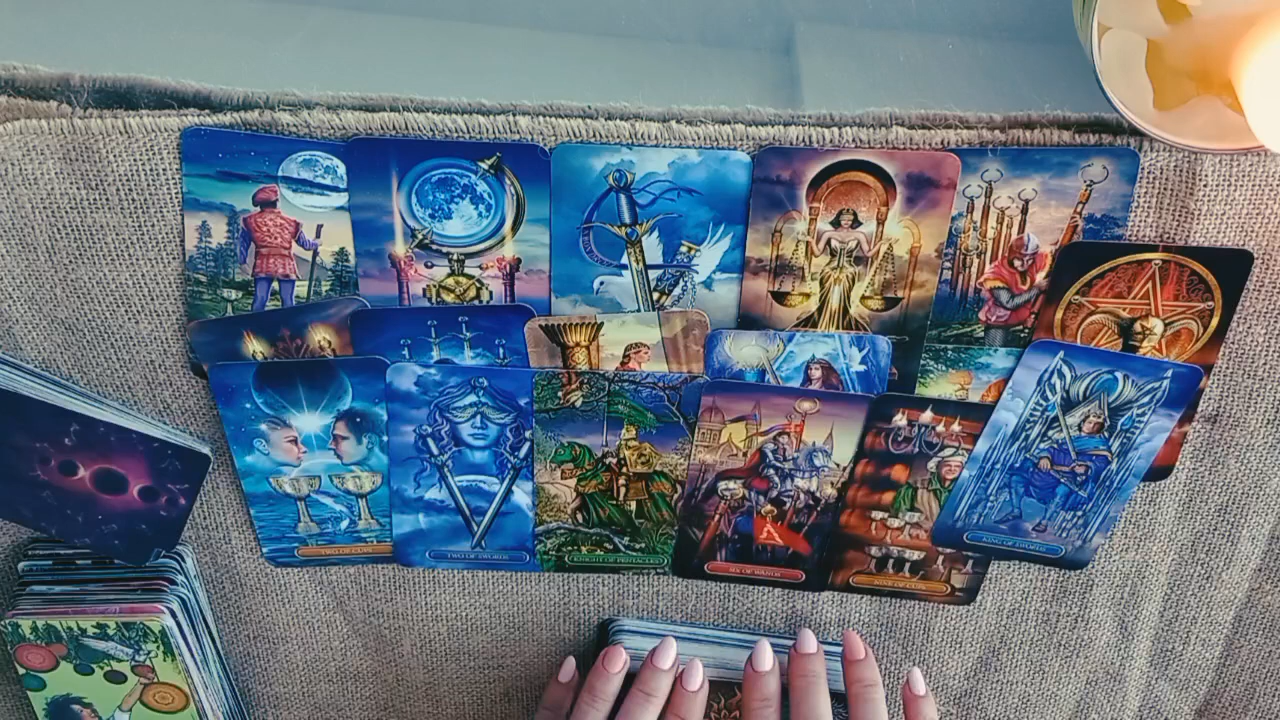 TWO OF CUPS
TWO OF SWORDS
KNIGHT OF PENTACLES
SIX OF WANDS
NINE OF CUPS
KING OF SWORDS